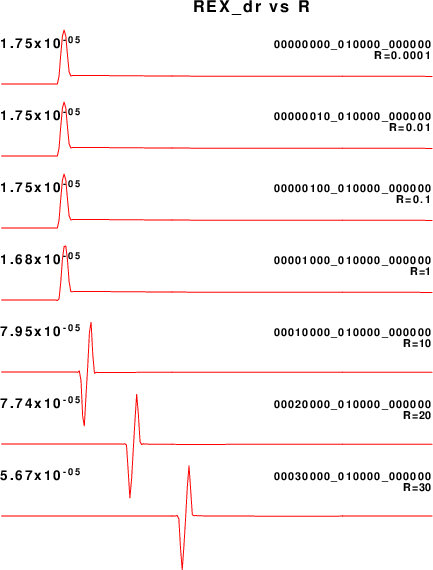 REX_dr vs R
1.75x10-05
00000000_010000_000000
R=0.0001
1.75x10-05
00000010_010000_000000
R=0.01
1.75x10-05
00000100_010000_000000
R=0.1
1.68x10-05
00001000_010000_000000
R=1
7.95x10-05
00010000_010000_000000
R=10
7.74x10-05
00020000_010000_000000
R=20
5.67x10-05
00030000_010000_000000
R=30